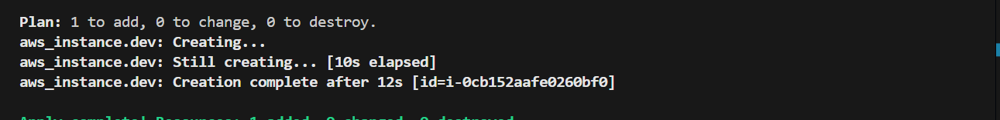 Plan: 1 to add, 0 to change, 0 to destroy.
aws_instance.dev: Creating...
aws_instance.dev: Still creating... [10s elapsed]
aws_instance.dev: Creation complete after 12s [id=i-0cb152aafe0260bf0]
Apply complete! Resources: 1 added, 0 changed, 0 destroyed